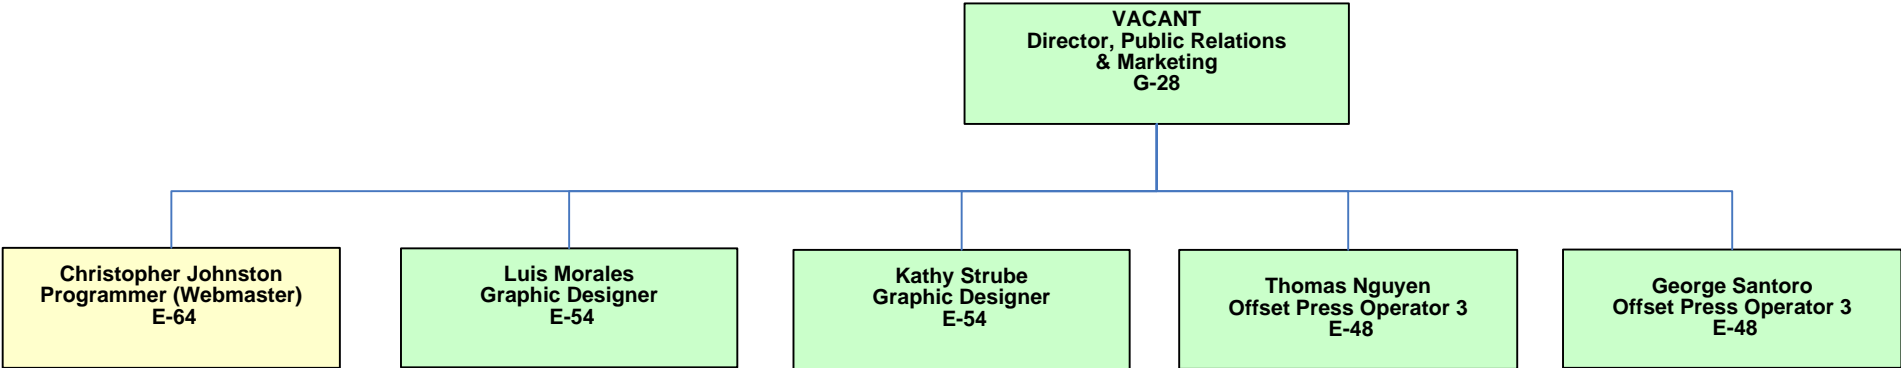 VACANT
Director, Public Relations
& Marketing
G-28
Christopher Johnston
Programmer (Webmaster)
E-64
Luis Morales
Graphic Designer
E-54
Kathy Strube
Graphic Designer
E-54
Thomas Nguyen
Offset Press Operator 3
E-48
George Santoro
Offset Press Operator 3
E-48